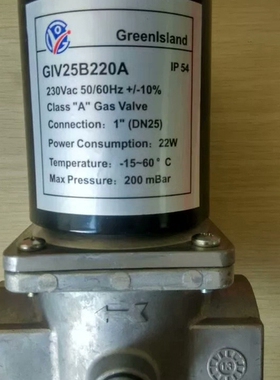 GreenIsland
GIV25B220A IP 54
230Vac 50/60Hz +/-10%
Class "A" Gas Valve
Connection: 1" (DN25)
Power Consumption: 22W
Temperature: -15~60° C
Max Pressure: 200 mBar